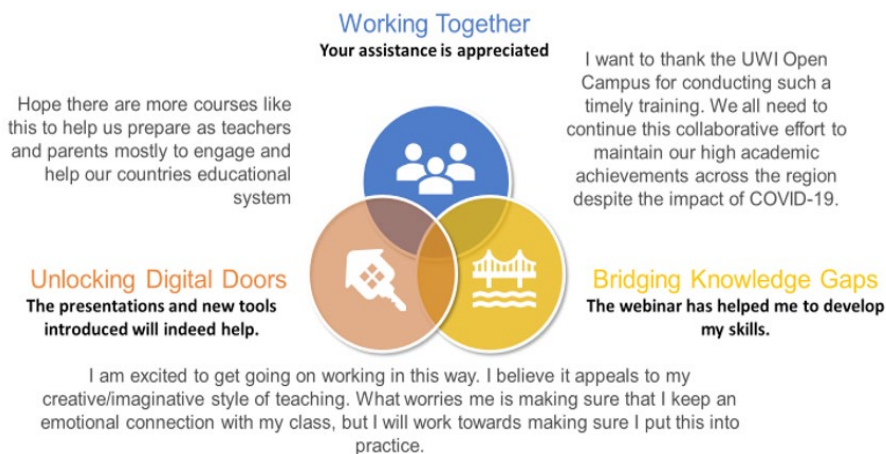 Working Together
Your assistance is appreciated
Hope there are more courses like
this to help us prepare as teachers
and parents mostly to engage and
help our countries educational
system
I want to thank the UWI Open
Campus for conducting such a
timely training. We all need to
continue this collaborative effort to
maintain our high academic
achievements across the region
despite the impact of COVID-19.
Unlocking Digital Doors
The presentations and new tools
introduced will indeed help.
Bridging Knowledge Gaps
The webinar has helped me to develop
my skills.
I am excited to get going on working in this way. I believe it appeals to my
creative/imaginative style of teaching. What worries me is making sure that I keep an
emotional connection with my class, but I will work towards making sure I put this into
practice.